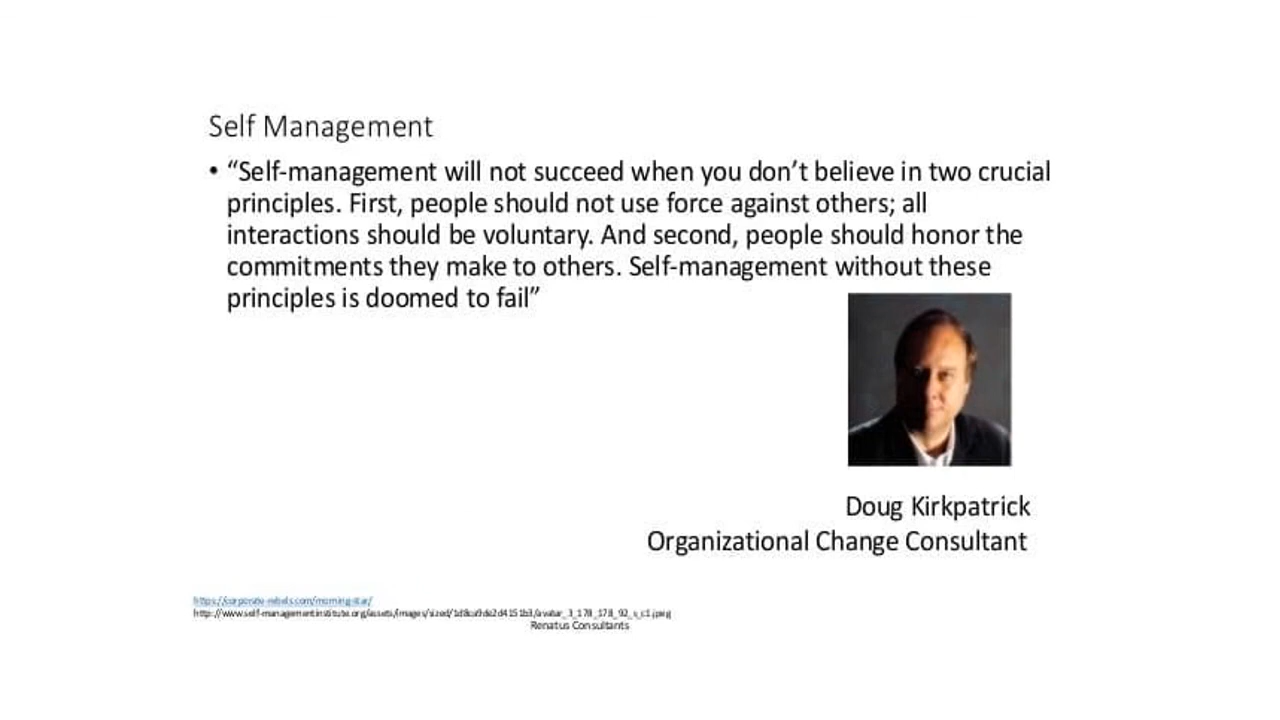 Self Management
• “Self-management will not succeed when you don’t believe in two crucial
principles. First, people should not use force against others; all
interactions should be voluntary. And second, people should honor the
commitments they make to others. Self-management without these
principles is doomed to fail”
Doug Kirkpatrick
Organizational Change Consultant
https://corporate-rebels.com/morning-star/
Renatus Consultants